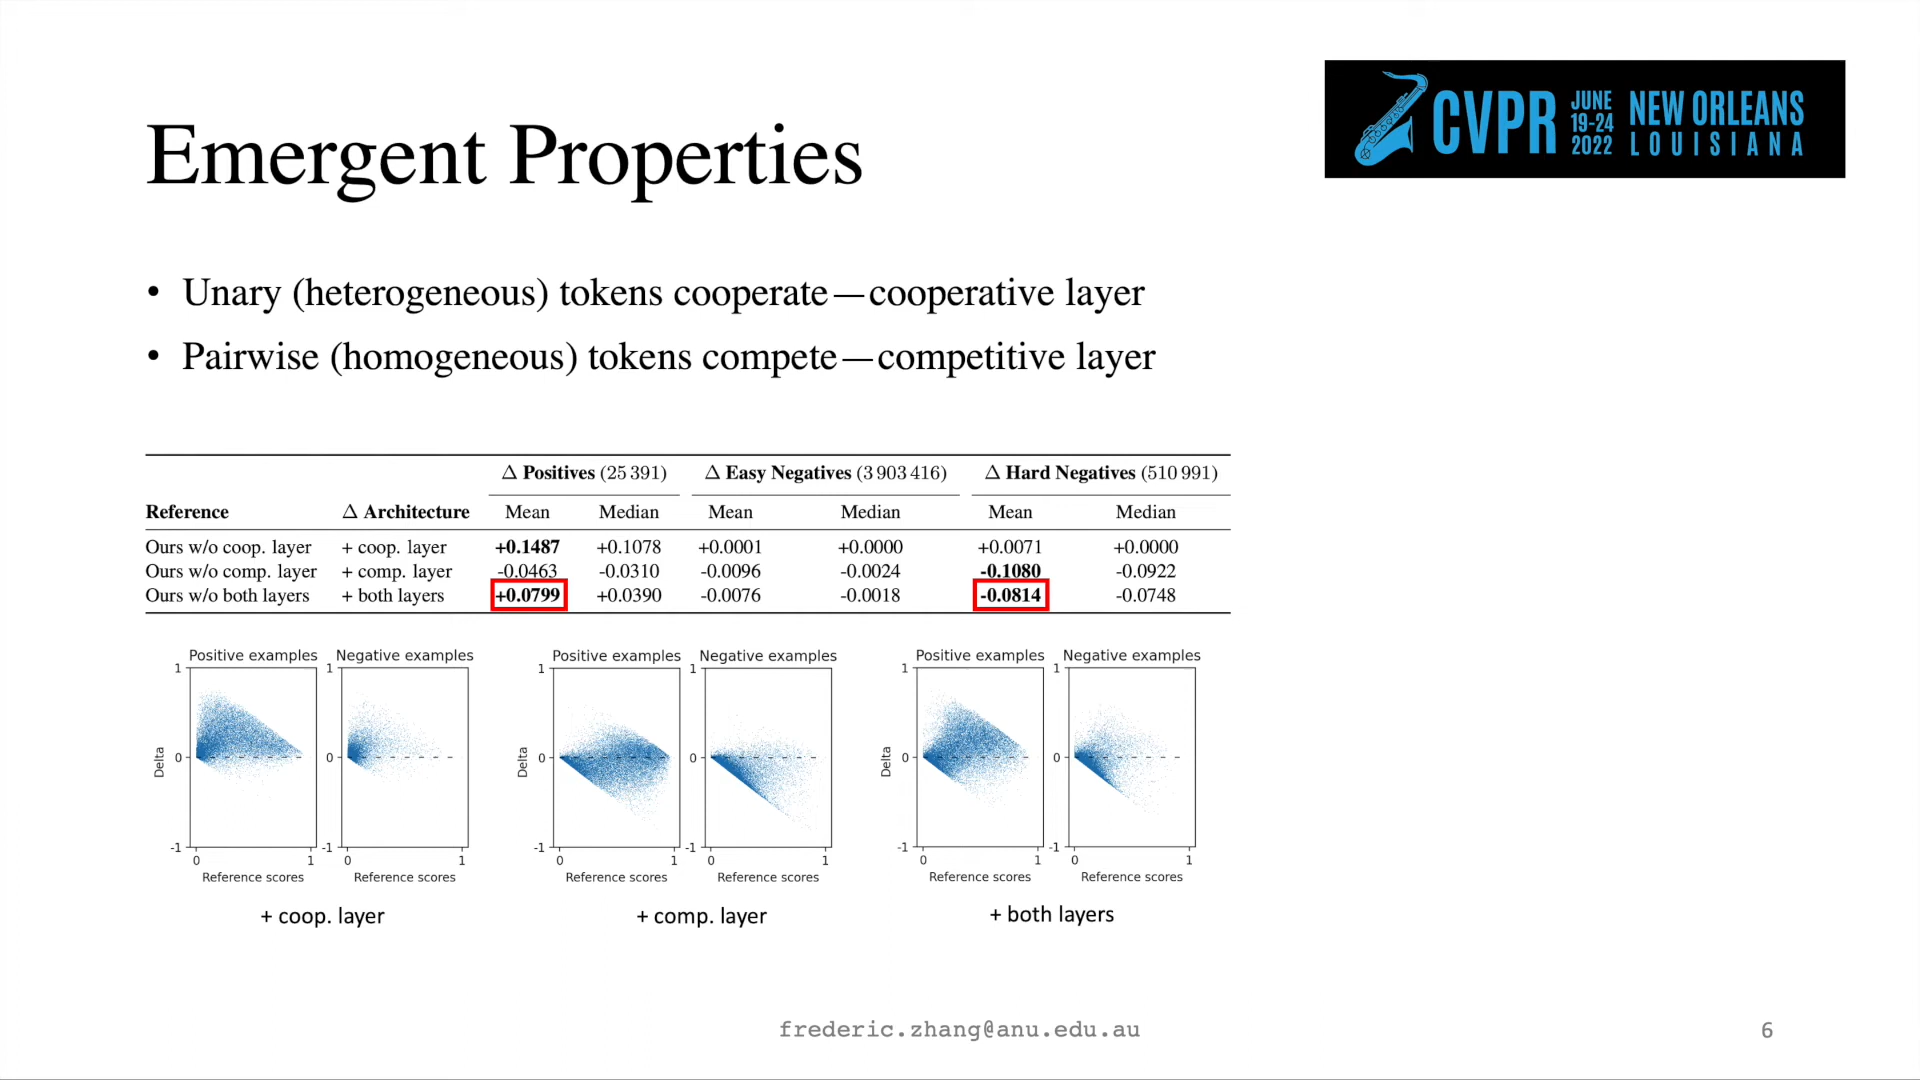 CVPR JUNE 19-24 2022 NEW ORLEANS LOUISIANA
Emergent Properties
• Unary (heterogeneous) tokens cooperate—cooperative layer
• Pairwise (homogeneous) tokens compete—competitive layer
Δ Positives (25 391) Δ Easy Negatives (3 903 416) Δ Hard Negatives (510 991)
Reference Δ Architecture Mean Median Mean Median Mean Median
Ours w/o coop. layer + coop. layer +0.1487 +0.1078 +0.0001 +0.0000 +0.0071 +0.0000
Ours w/o comp. layer + comp. layer -0.0463 -0.0310 -0.0096 -0.0024 -0.1080 -0.0922
Ours w/o both layers + both layers +0.0799 +0.0390 -0.0076 -0.0018 -0.0814 -0.0748
Positive examples Negative examples Positive examples Negative examples Positive examples Negative examples
1 1 1 1 1 1
Delta 0 0 Delta 0 0 Delta 0 0
-1 -1 -1 -1 -1 -1
0 1 0 1 0 1 0 1 0 1 0 1
Reference scores Reference scores Reference scores Reference scores Reference scores Reference scores
+ coop. layer + comp. layer + both layers
frederic.zhang@anu.edu.au 6